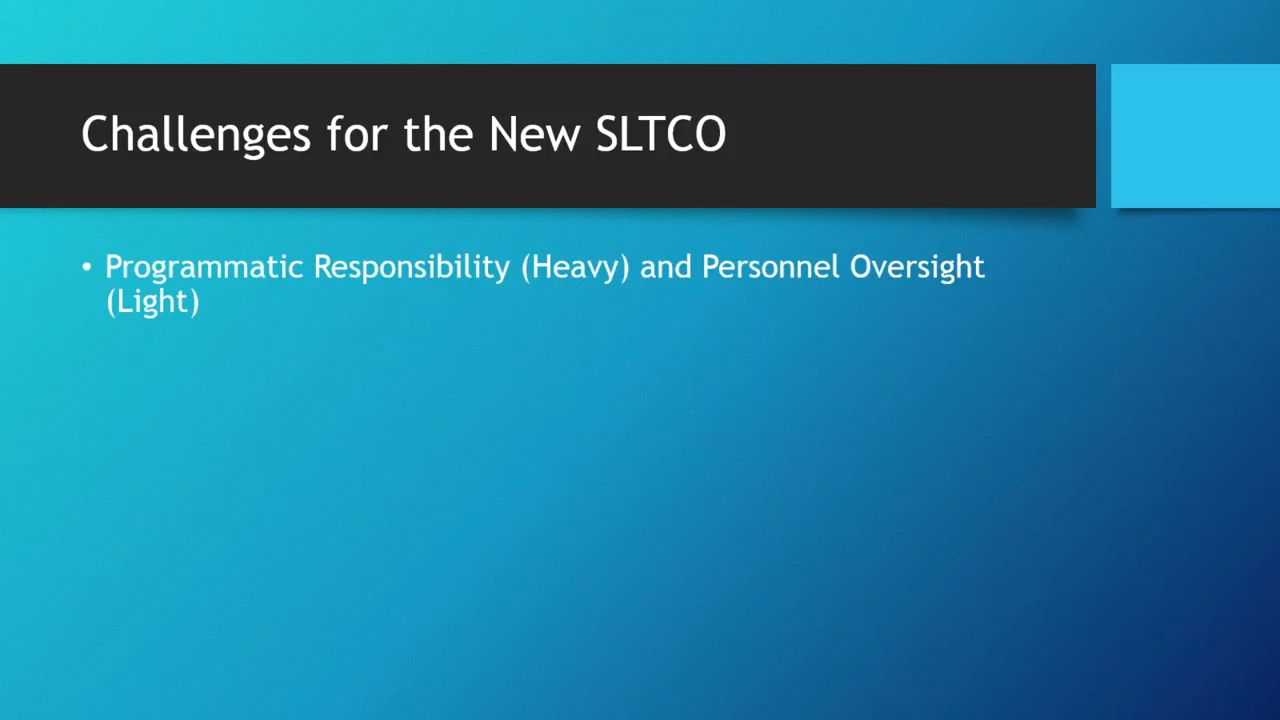 Challenges for the New SLTCO
• Programmatic Responsibility (Heavy) and Personnel Oversight
(Light)